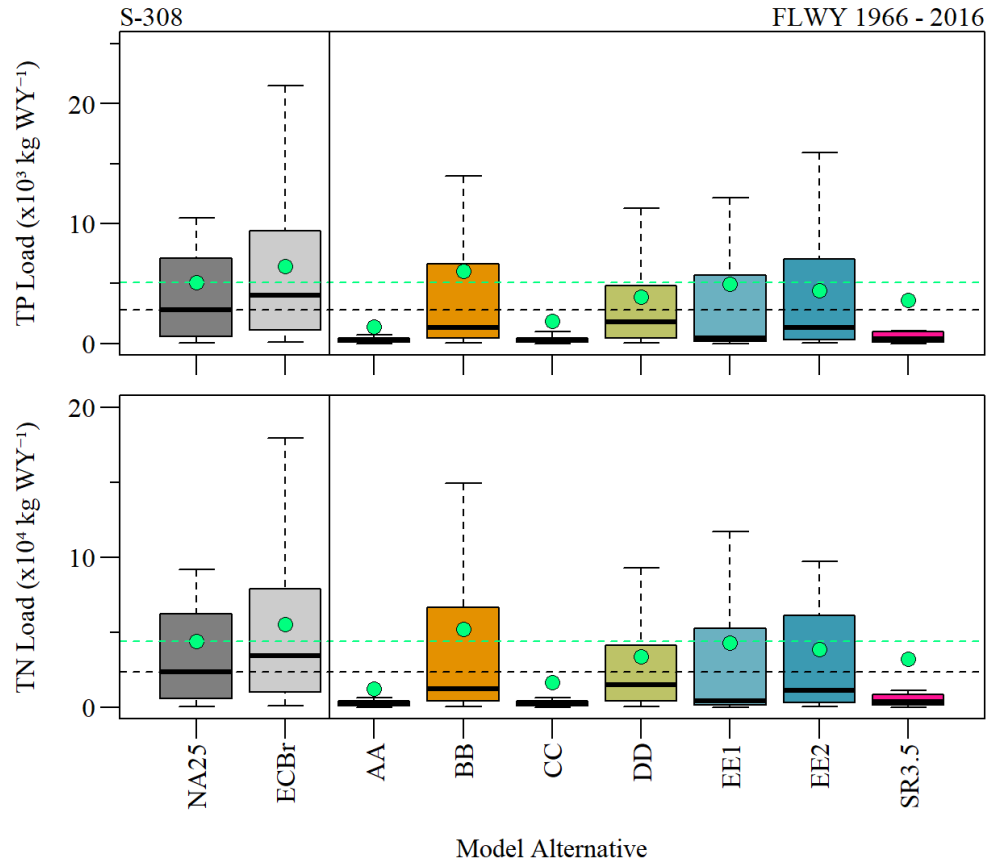 S-308 FLWY 1966 - 2016
TP Load (x10³ kg WY⁻¹)
20
10
0
TN Load (x10⁴ kg WY⁻¹)
20
10
0
NA25 ECBr AA BB CC DD EE1 EE2 SR3.5
Model Alternative